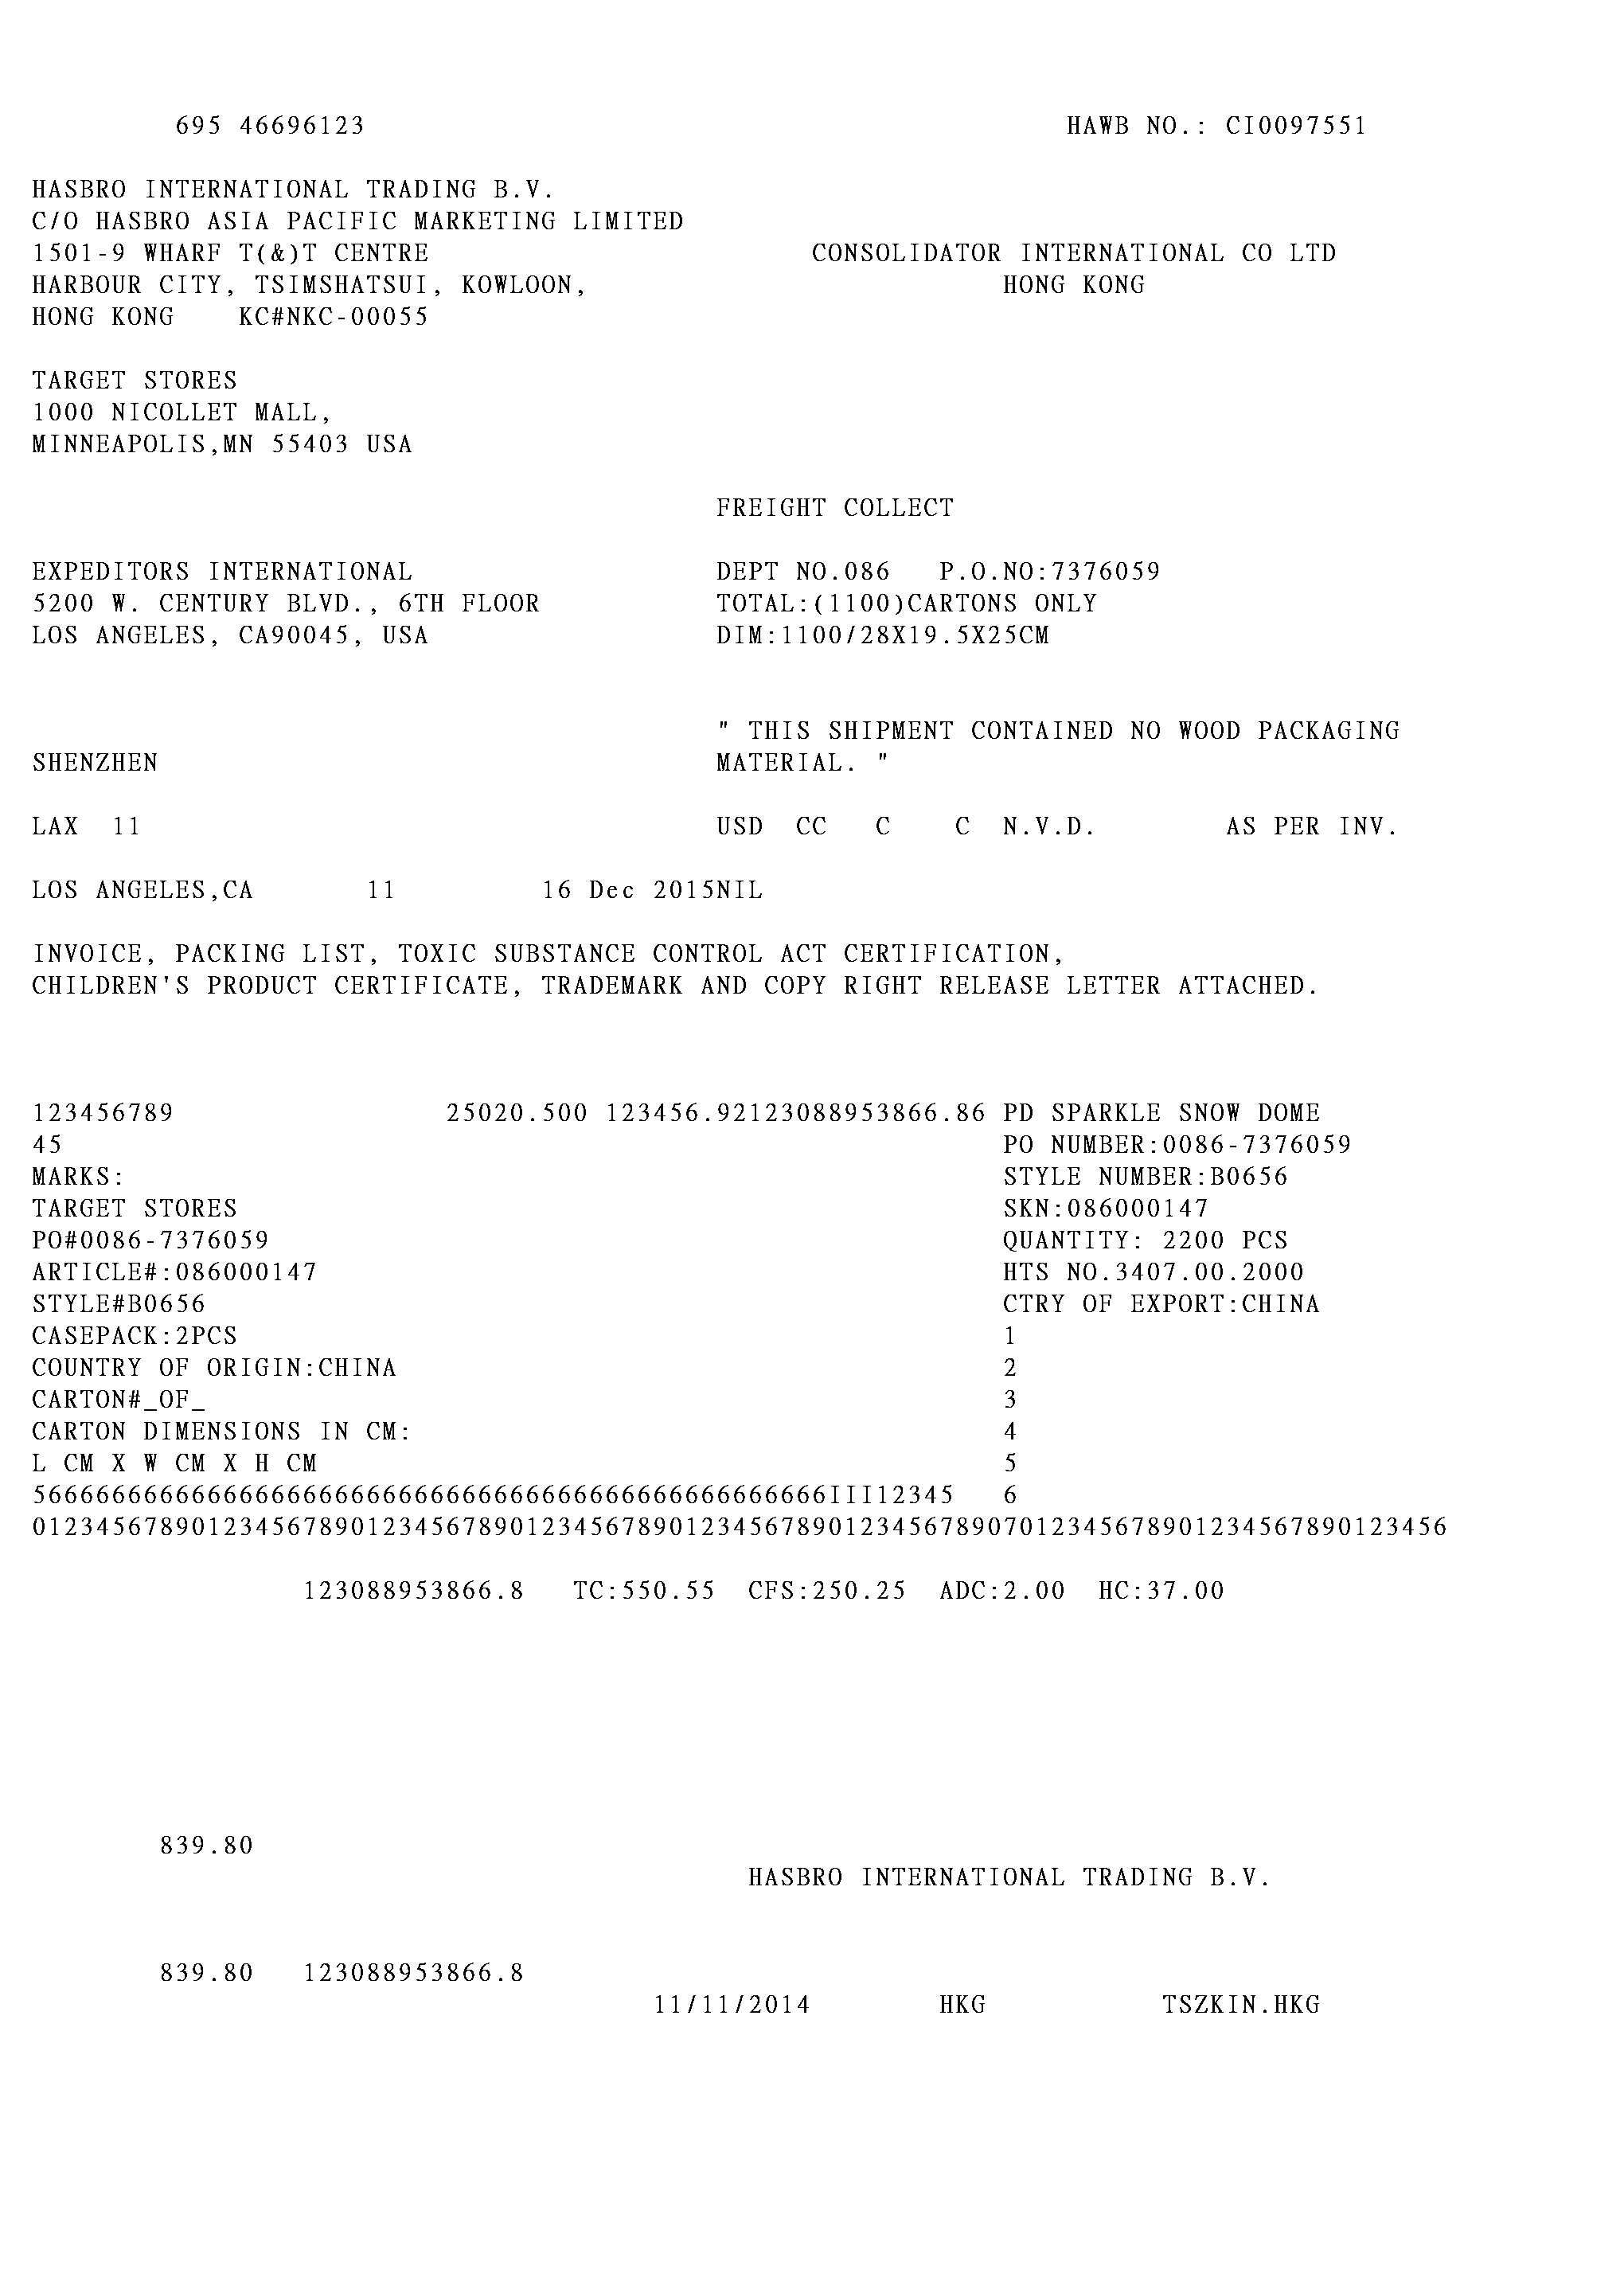 695 46696123 HAWB NO.: CI0097551
HASBRO INTERNATIONAL TRADING B.V.
C/O HASBRO ASIA PACIFIC MARKETING LIMITED
1501-9 WHARF T(&)T CENTRE CONSOLIDATOR INTERNATIONAL CO LTD
HARBOUR CITY, TSIMSHATSUI, KOWLOON, HONG KONG
HONG KONG KC#NKC-00055
TARGET STORES
1000 NICOLLET MALL,
MINNEAPOLIS,MN 55403 USA
FREIGHT COLLECT
EXPEDITORS INTERNATIONAL DEPT NO.086 P.O.NO:7376059
5200 W. CENTURY BLVD., 6TH FLOOR TOTAL:(1100)CARTONS ONLY
LOS ANGELES, CA90045, USA DIM:1100/28X19.5X25CM
" THIS SHIPMENT CONTAINED NO WOOD PACKAGING
SHENZHEN MATERIAL. "
LAX 11 USD CC C C N.V.D. AS PER INV.
LOS ANGELES,CA 11 16 Dec 2015NIL
INVOICE, PACKING LIST, TOXIC SUBSTANCE CONTROL ACT CERTIFICATION,
CHILDREN'S PRODUCT CERTIFICATE, TRADEMARK AND COPY RIGHT RELEASE LETTER ATTACHED.
123456789 25020.500 123456.92123088953866.86 PD SPARKLE SNOW DOME
45 PO NUMBER:0086-7376059
MARKS: STYLE NUMBER:B0656
TARGET STORES SKN:086000147
PO#0086-7376059 QUANTITY: 2200 PCS
ARTICLE#:086000147 HTS NO.3407.00.2000
STYLE#B0656 CTRY OF EXPORT:CHINA
CASEPACK:2PCS 1
COUNTRY OF ORIGIN:CHINA 2
CARTON#_OF_ 3
CARTON DIMENSIONS IN CM: 4
L CM X W CM X H CM 5
56666666666666666666666666666666666666666666666666III12345 6
01234567890123456789012345678901234567890123456789012345678907012345678901234567890123456
123088953866.8 TC:550.55 CFS:250.25 ADC:2.00 HC:37.00
839.80
HASBRO INTERNATIONAL TRADING B.V.
839.80 123088953866.8
11/11/2014 HKG TSZKIN.HKG